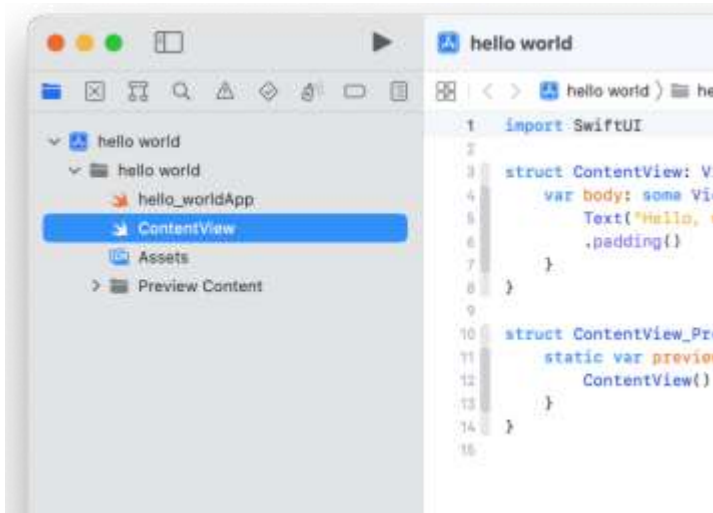 hello world
hello world
hello world
hello_worldApp
ContentView
Assets
Preview Content
hello world
1 import SwiftUI
2
3 struct ContentView: V
4 var body: some Vi
5 Text("Hello,
6 .padding()
7 }
8 }
9
10 struct ContentView_Pr
11 static var previe
12 ContentView()
13 }
14 }
15